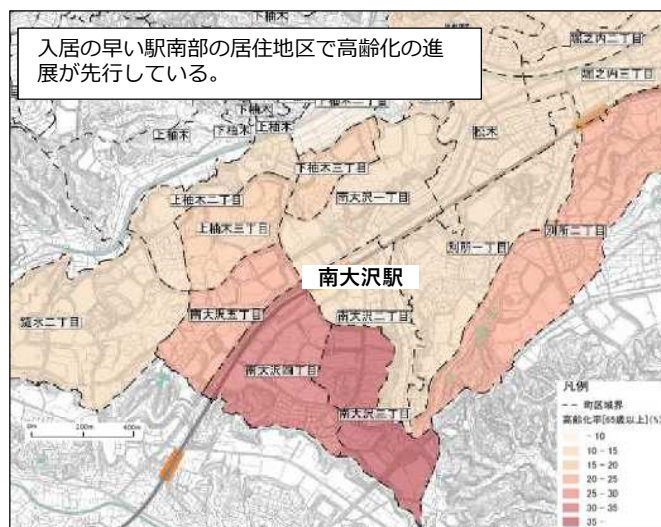 入居の早い駅南部の居住地区で高齢化の進
展が先行している。
堀之内二丁目
堀之内三丁目
下柚木二丁目
下柚木
上柚木
下柚木
上柚木
松木
下柚木三丁目
上柚木二丁目
南大沢一丁目
上柚木三丁目
別所一丁目
別所二丁目
南大沢駅
南大沢五丁目
南大沢二丁目
鑓水二丁目
南大沢四丁目
南大沢三丁目
0m 200m 400m
凡例
町区域界
高齢化率[65歳以上](%)
- 10
10 - 15
15 - 20
20 - 25
25 - 30
30 - 35
35 -